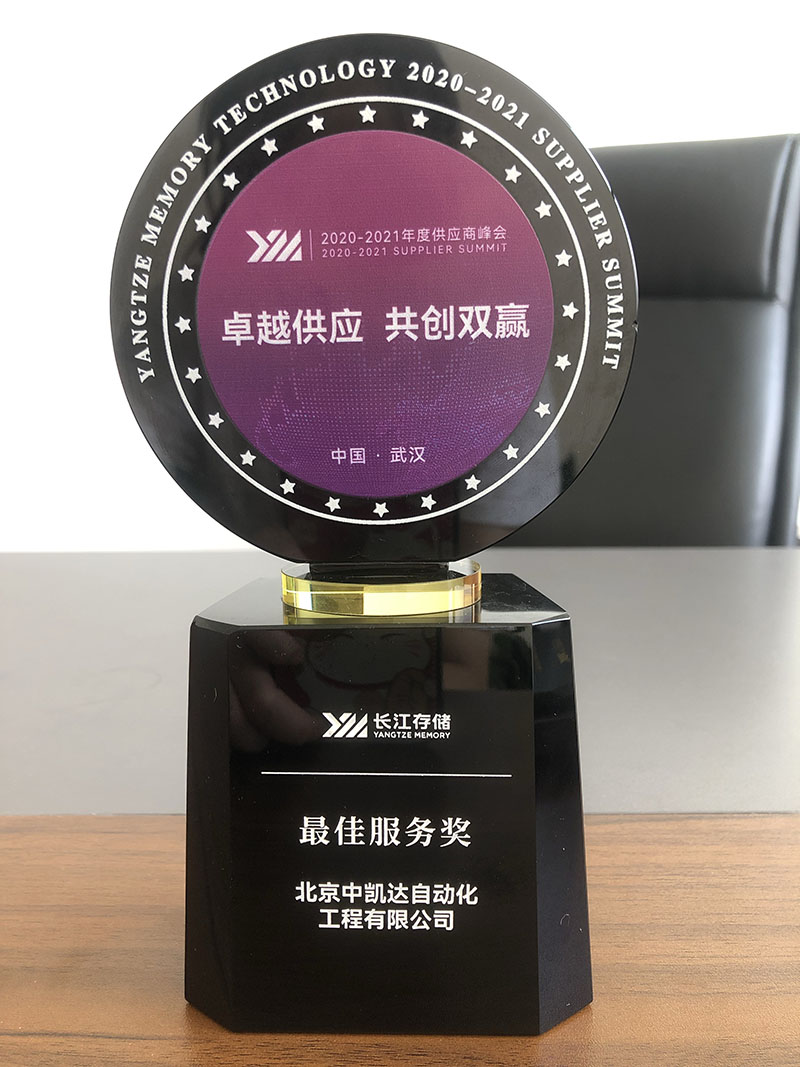 YANGTZE MEMORY TECHNOLOGY 2020-2021 SUPPLIER SUMMIT
2020-2021年度供应商峰会
2020-2021 SUPPLIER SUMMIT
卓越供应 共创双赢
中国·武汉
长江存储
YANGTZE MEMORY
最佳服务奖
北京中凯达自动化
工程有限公司